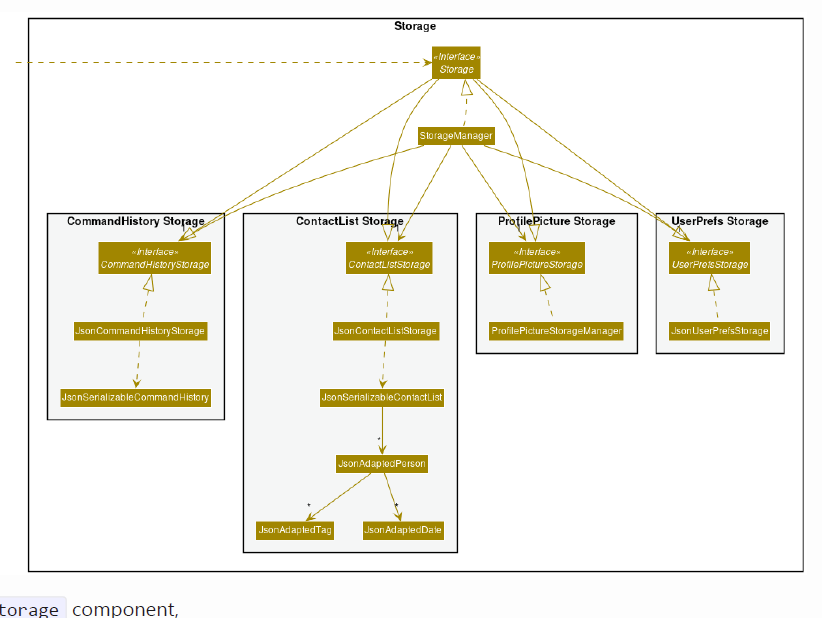 Storage
«Interface»
Storage
StorageManager
CommandHistory Storage
ContactList Storage
ProfilePicture Storage
UserPrefs Storage
«Interface»
CommandHistoryStorage
«Interface»
ContactListStorage
«Interface»
ProfilePictureStorage
«Interface»
UserPrefsStorage
JsonCommandHistoryStorage
JsonContactListStorage
ProfilePictureStorageManager
JsonUserPrefsStorage
JsonSerializableCommandHistory
JsonSerializableContactList
*
JsonAdaptedPerson
*
*
JsonAdaptedTag
JsonAdaptedDate
torage component,